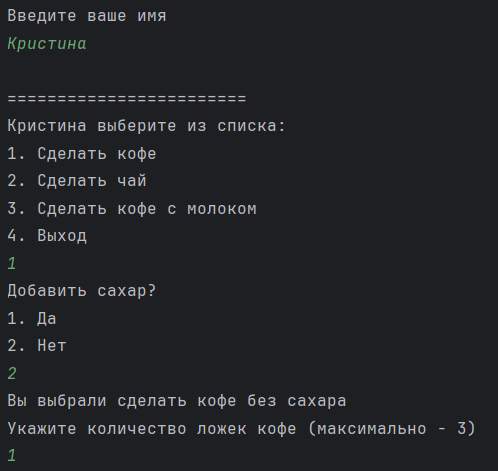 Введите ваше имя
Кристина
========================
Кристина выберите из списка:
1. Сделать кофе
2. Сделать чай
3. Сделать кофе с молоком
4. Выход
1
Добавить сахар?
1. Да
2. Нет
2
Вы выбрали сделать кофе без сахара
Укажите количество ложек кофе (максимально - 3)
1